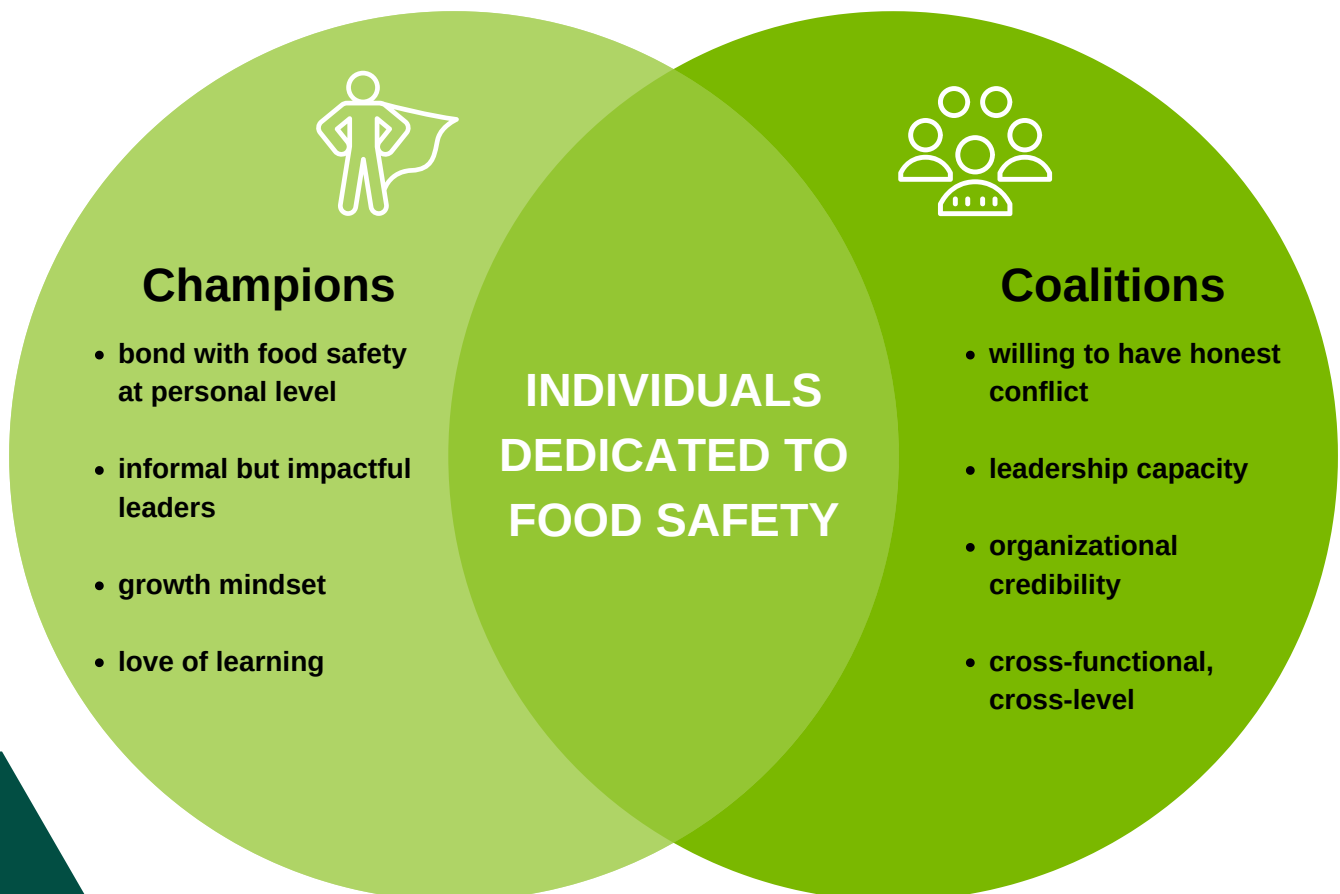 Champions
• bond with food safety
at personal level
• informal but impactful
leaders
• growth mindset
• love of learning
INDIVIDUALS
DEDICATED TO
FOOD SAFETY
Coalitions
• willing to have honest
conflict
• leadership capacity
• organizational
credibility
• cross-functional,
cross-level